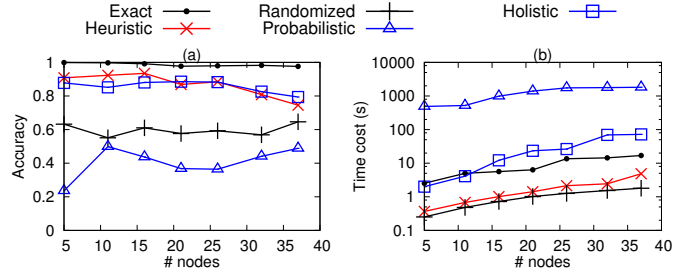 Exact
Randomized
Holistic
Heuristic
Probabilistic
(a)
Accuracy
1
0.8
0.6
0.4
0.2
0
5 10 15 20 25 30 35 40
# nodes
(b)
Time cost (s)
10000
1000
100
10
1
0.1
5 10 15 20 25 30 35 40
# nodes